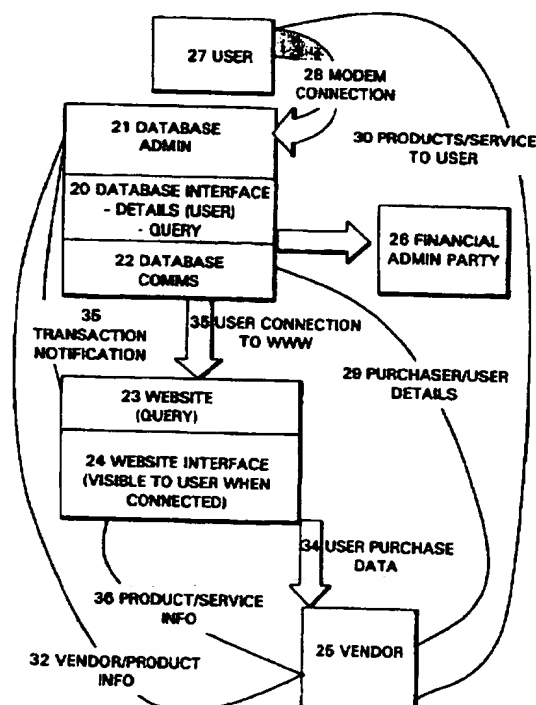 27 USER
28 MODEM
CONNECTION
21 DATABASE
ADMIN
30 PRODUCTS/SERVICE
TO USER
20 DATABASE INTERFACE
- DETAILS (USER)
- QUERY
26 FINANCIAL
ADMIN PARTY
22 DATABASE
COMMS
35
TRANSACTION
NOTIFICATION
35 USER CONNECTION
TO WWW
29 PURCHASER/USER
DETAILS
23 WEBSITE
(QUERY)
24 WEBSITE INTERFACE
(VISIBLE TO USER WHEN
CONNECTED)
34 USER PURCHASE
DATA
36 PRODUCT/SERVICE
INFO
25 VENDOR
32 VENDOR/PRODUCT
INFO